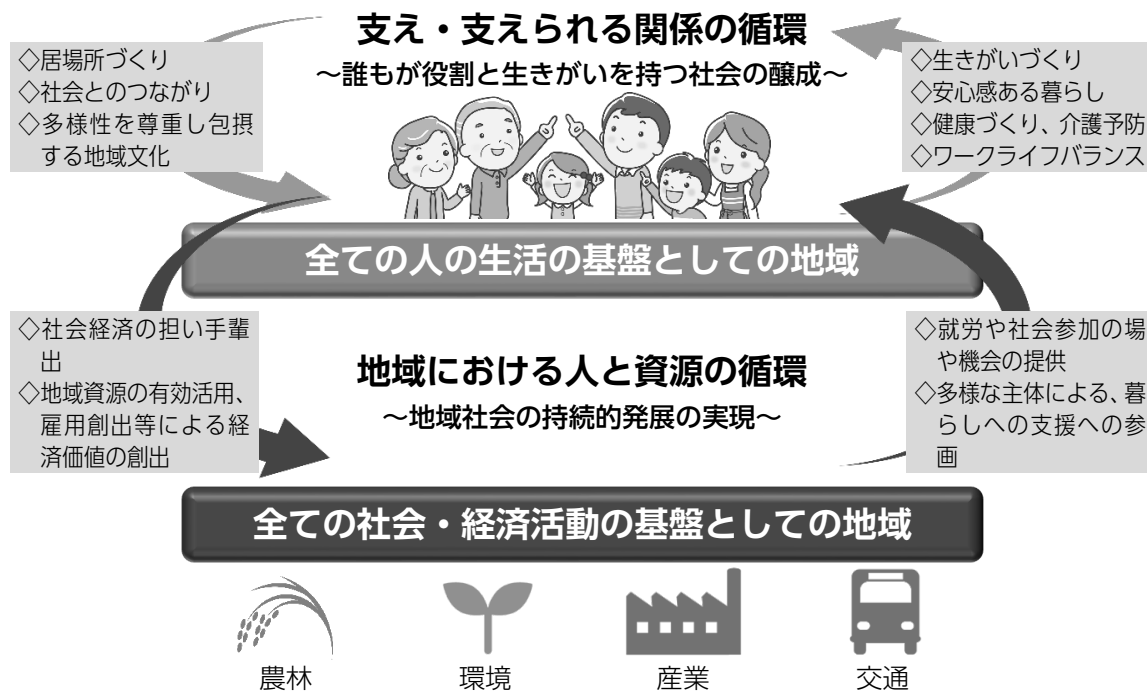 支え・支えられる関係の循環
～誰もが役割と生きがいを持つ社会の醸成～
◇居場所づくり
◇社会とのつながり
◇多様性を尊重し包摂
する地域文化
◇生きがいづくり
◇安心感ある暮らし
◇健康づくり、介護予防
◇ワークライフバランス
全ての人の生活の基盤としての地域
◇社会経済の担い手輩
出
◇地域資源の有効活用、
雇用創出等による経
済価値の創出
地域における人と資源の循環
～地域社会の持続的発展の実現～
◇就労や社会参加の場
や機会の提供
◇多様な主体による、暮
らしへの支援への参
画
全ての社会・経済活動の基盤としての地域
農林
環境
産業
交通